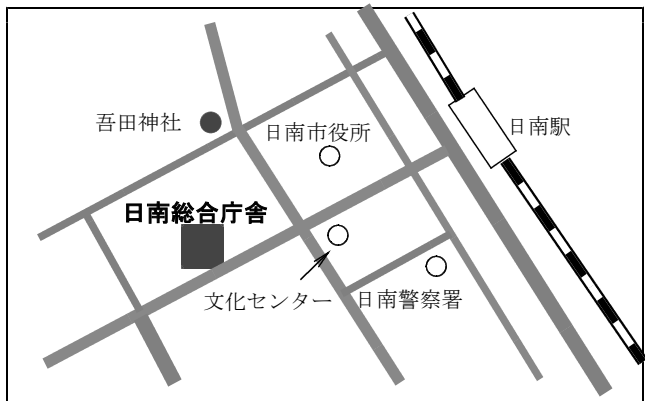 吾田神社
日南市役所
日南駅
日南総合庁舎
文化センター
日南警察署